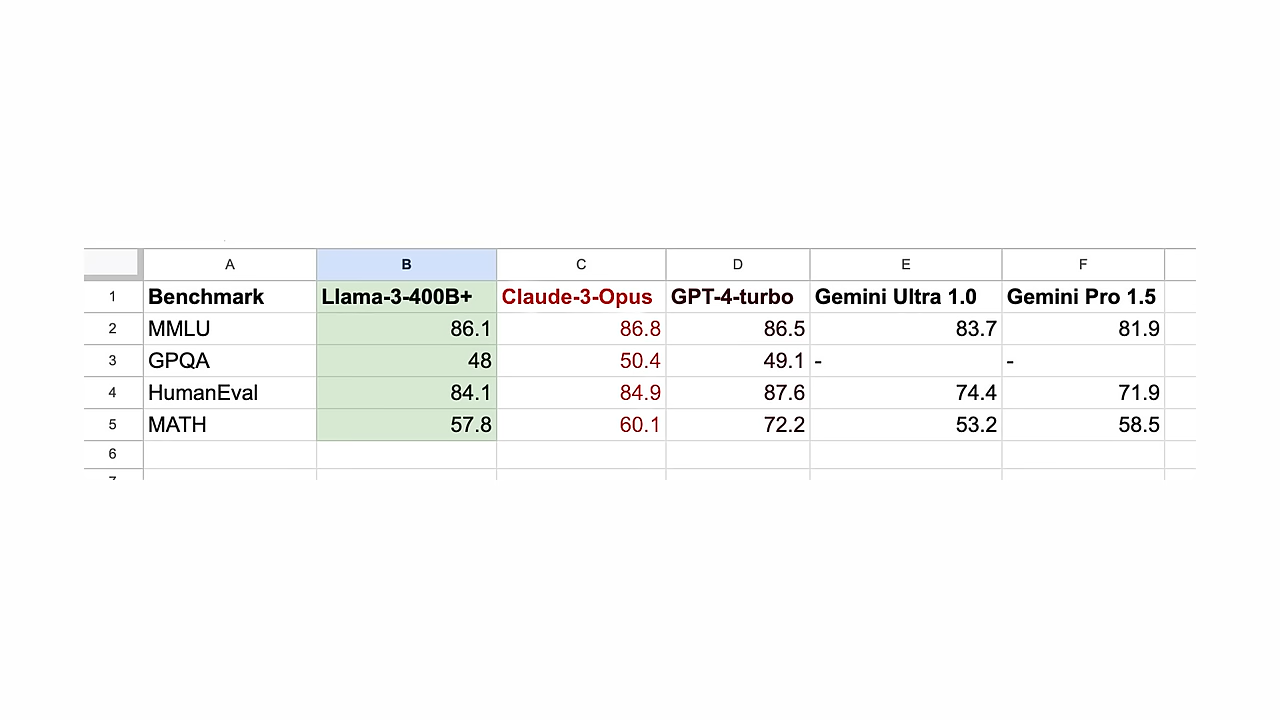 A B C D E F
1 Benchmark Llama-3-400B+ Claude-3-Opus GPT-4-turbo Gemini Ultra 1.0 Gemini Pro 1.5
2 MMLU 86.1 86.8 86.5 83.7 81.9
3 GPQA 48 50.4 49.1 - -
4 HumanEval 84.1 84.9 87.6 74.4 71.9
5 MATH 57.8 60.1 72.2 53.2 58.5
6